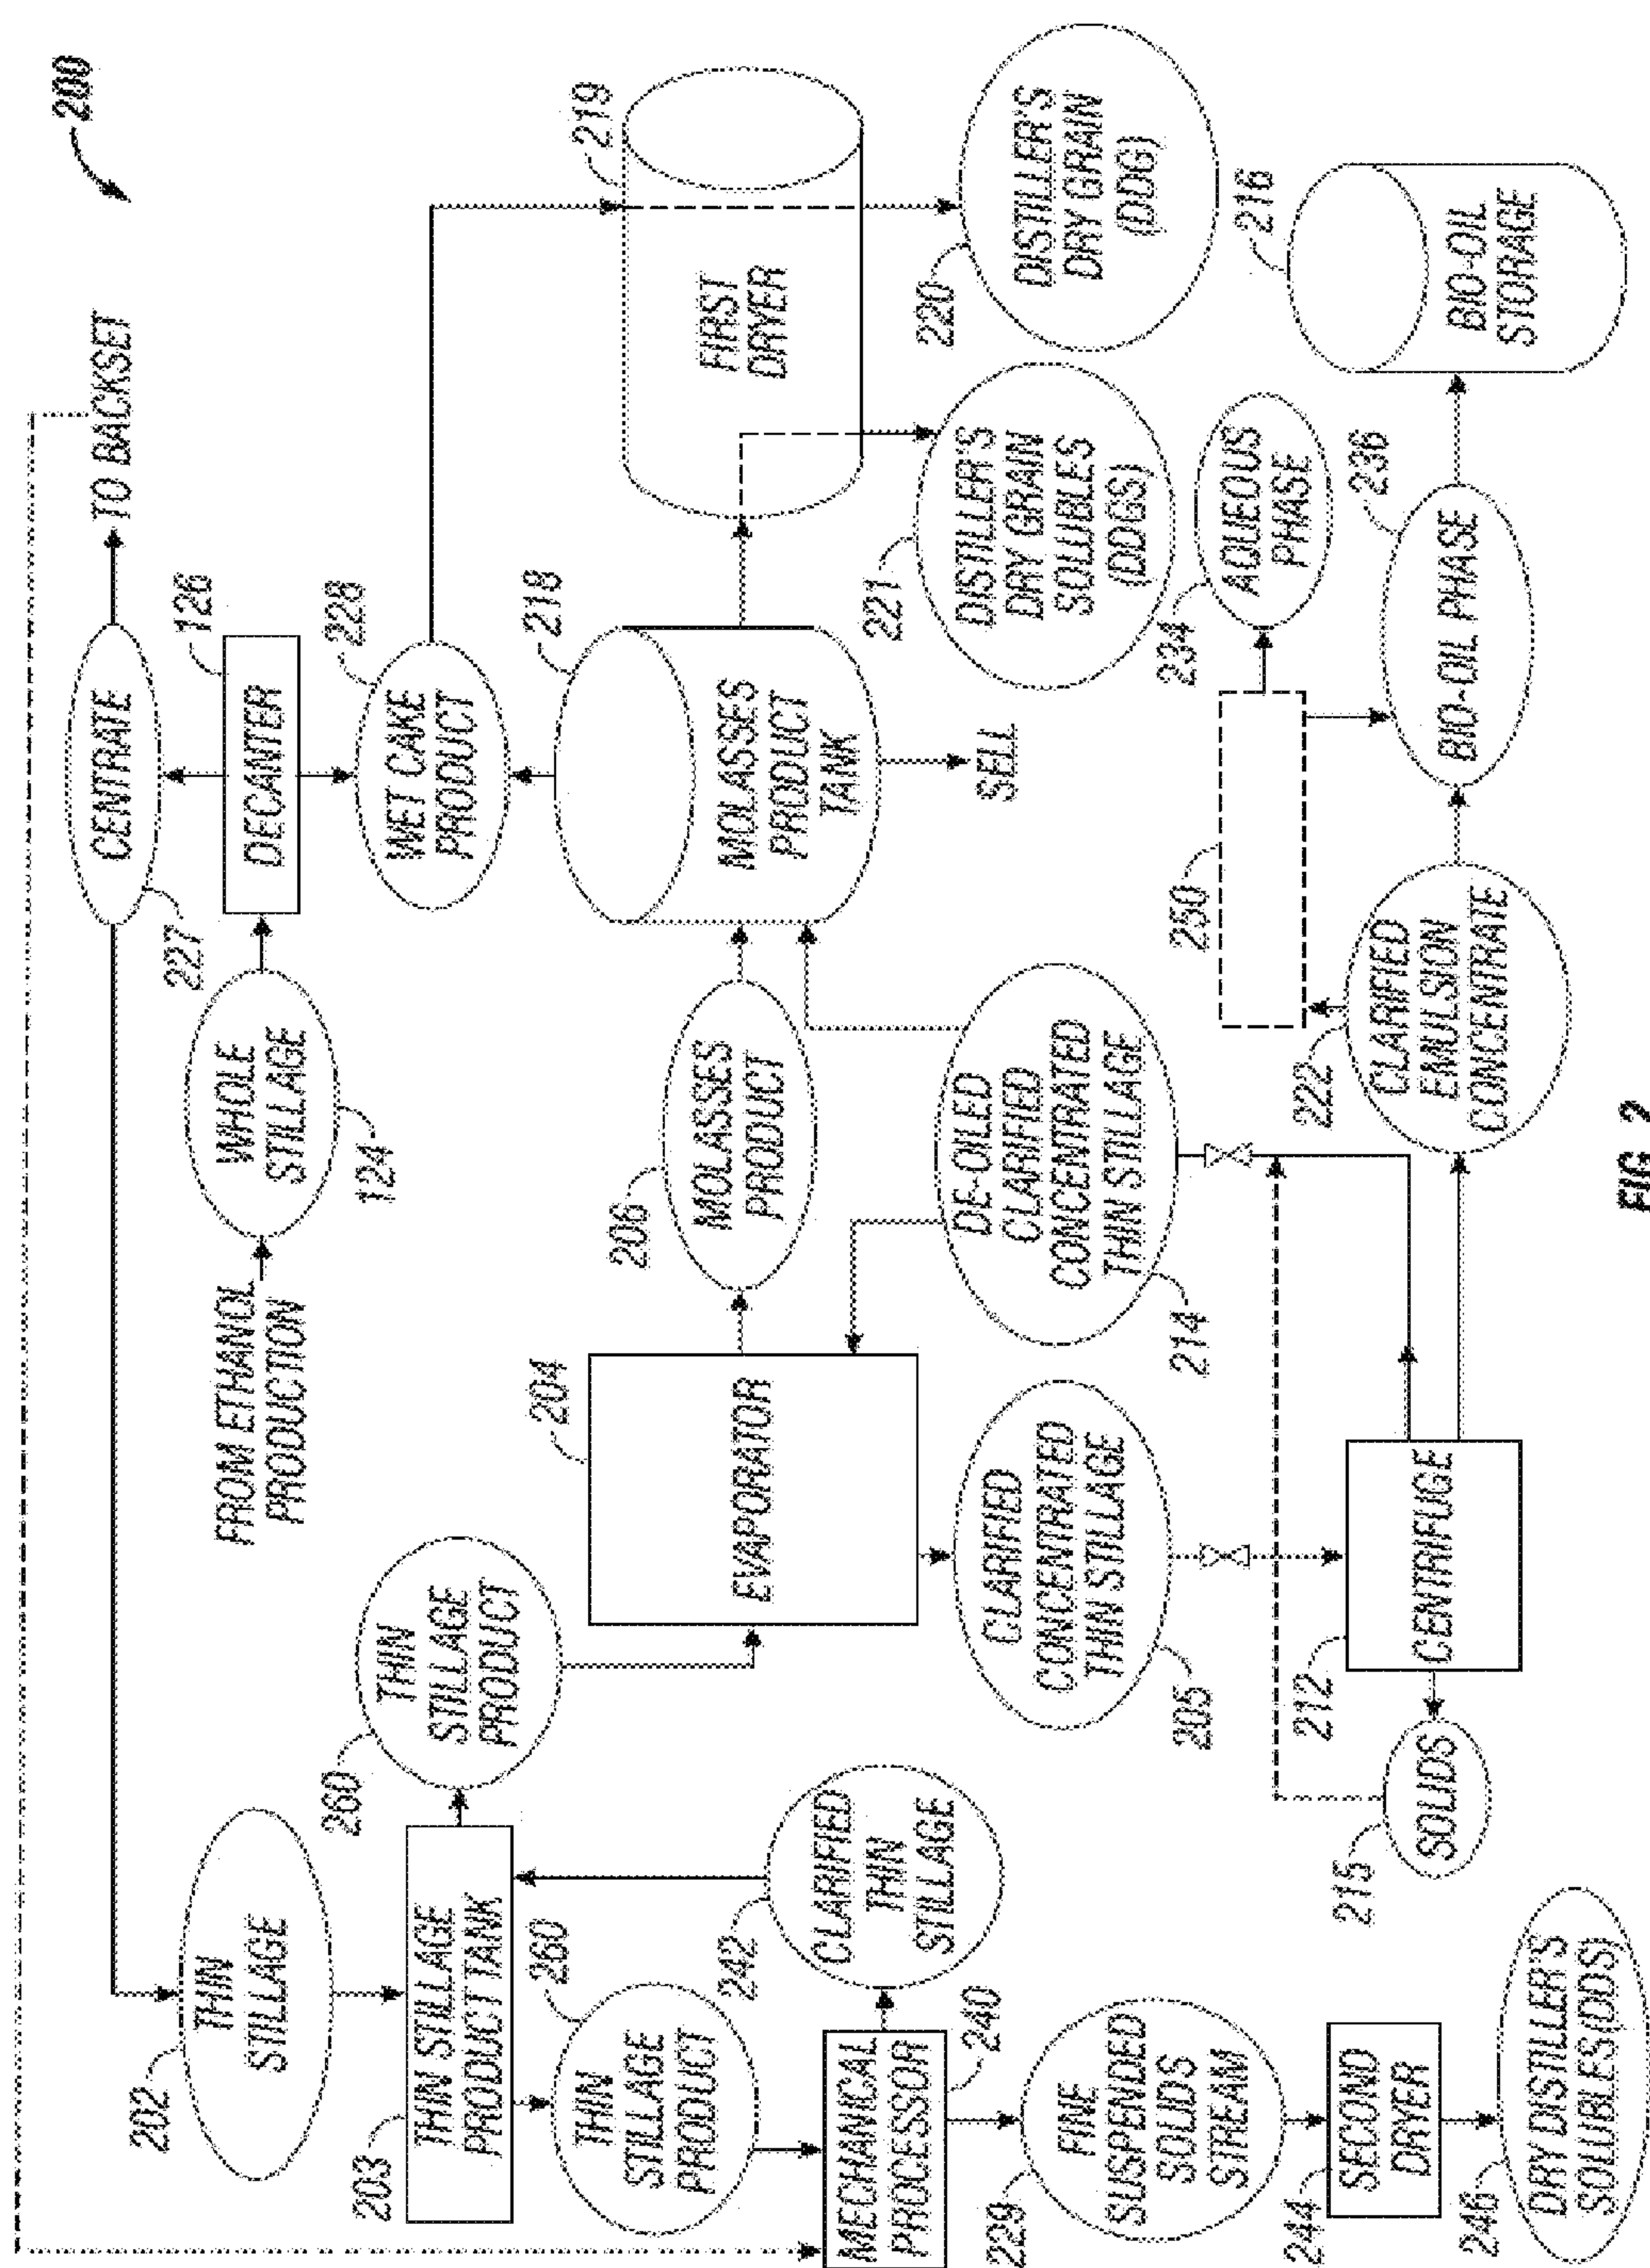 200
TO BACKSET
CENTRATE
227
FROM ETHANOL
PRODUCTION
WHOLE
STILLAGE
124
DECANTER
126
WET CAKE
PRODUCT
228
THIN
STILLAGE
202
THIN STILLAGE
PRODUCT TANK
203
THIN
STILLAGE
PRODUCT
260
THIN
STILLAGE
PRODUCT
260
MECHANICAL
PROCESSOR
240
CLARIFIED
THIN
STILLAGE
242
FINE
SUSPENDED
SOLIDS
STREAM
229
SECOND
DRYER
244
DRY DISTILLER'S
SOLUBLES(DDS)
246
EVAPORATOR
204
MOLASSES
PRODUCT
206
MOLASSES
PRODUCT
TANK
218
SELL
FIRST
DRYER
219
DISTILLER'S
DRY GRAIN
(DDG)
220
DISTILLER'S
DRY GRAIN
SOLUBLES
(DDGS)
221
CLARIFIED
CONCENTRATED
THIN STILLAGE
205
DE-OILED
CLARIFIED
CONCENTRATED
THIN STILLAGE
214
CENTRIFUGE
212
SOLIDS
215
CLARIFIED
EMULSION
CONCENTRATE
222
250
AQUEOUS
PHASE
234
BIO-OIL PHASE
236
BIO-OIL
STORAGE
216
FIG. 2